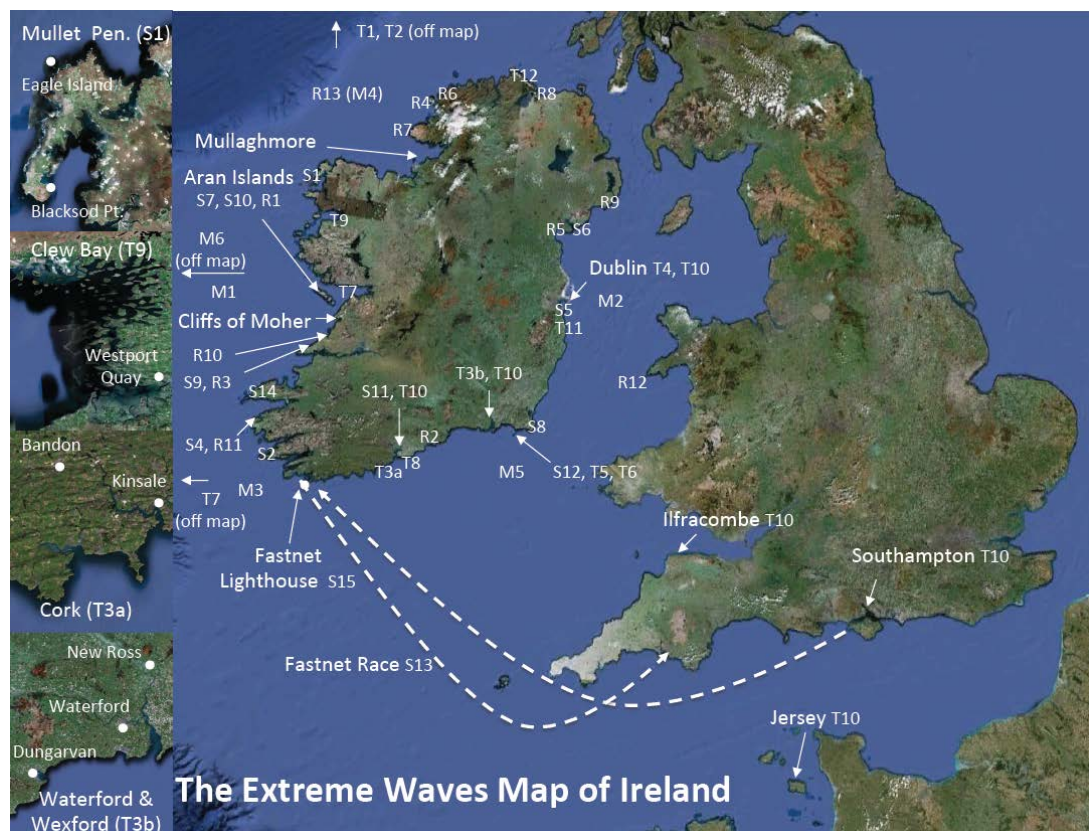 Mullet Pen. (S1)
Eagle Island
Blacksod Pt.
Clew Bay (T9)
Westport
Quay
Bandon
Kinsale
Cork (T3a)
New Ross
Waterford
Dungarvan
Waterford &
Wexford (T3b)
T1, T2 (off map)
T12
R13 (M4)
R6
R8
R4
R7
Mullaghmore
S1
Aran Islands
S7, S10, R1
R9
T9
R5
S6
M6
(off map)
Dublin T4, T10
M1
T7
S5
M2
Cliffs of Moher
T11
R10
S9, R3
T3b, T10
R12
S14
S11, T10
S4, R11
R2
S8
S2
T8
T3a
M5
S12, T5, T6
M3
T7
(off map)
Ilfracombe T10
Fastnet
Lighthouse S15
Southampton T10
Fastnet Race S13
Jersey T10
The Extreme Waves Map of Ireland